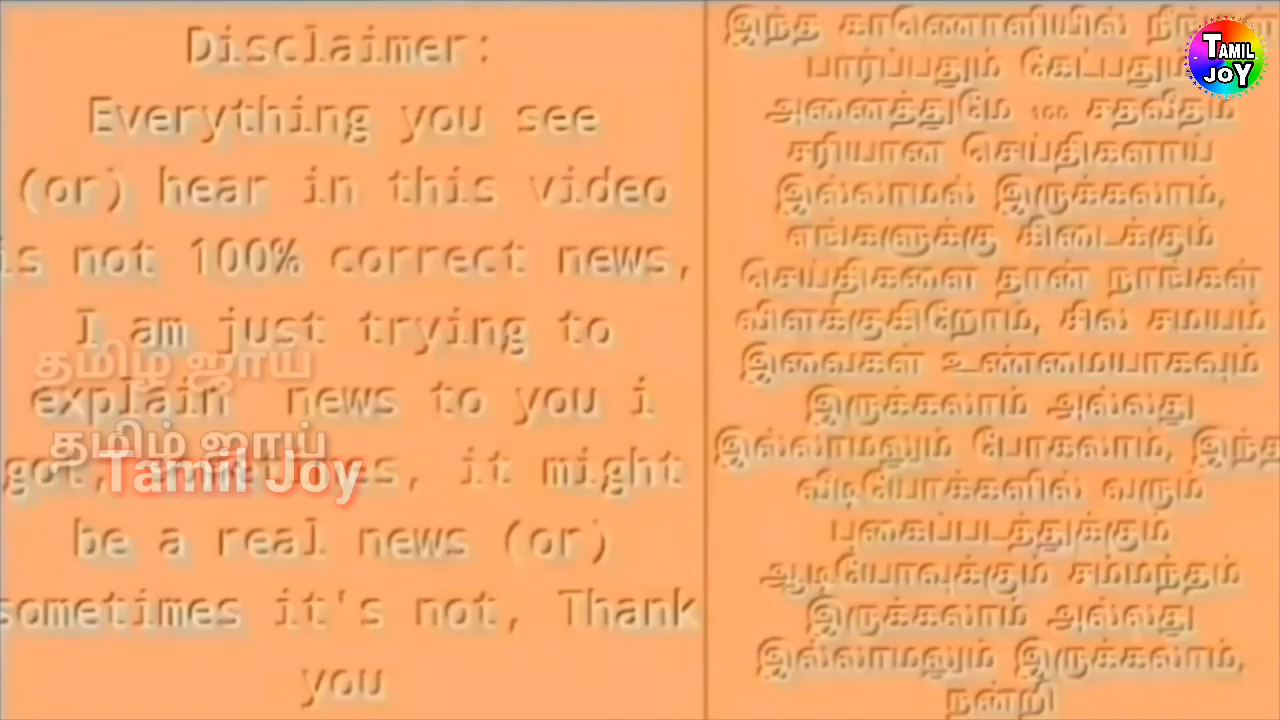 Disclaimer:
Everything you see
(or) hear in this video
is not 100% correct news,
I am just trying to
explain news to you i
got, sometimes, it might
be a real news (or)
sometimes it's not, Thank
you
தமிழ் ஜாய்
தமிழ் ஜாய்
Tamil Joy
இந்த காணொளியில் நீங்கள்
பார்ப்பதும் கேட்பதும்
அனைத்துமே 100 சதவீதம்
சரியான செய்திகளாய்
இல்லாமல் இருக்கலாம்,
எங்களுக்கு கிடைக்கும்
செய்திகளை தான் நாங்கள்
விளக்குகிறோம், சில சமயம்
இவைகள் உண்மையாகவும்
இருக்கலாம் அல்லது
இல்லாமலும் போகலாம், இந்த
வீடியோக்களில் வரும்
புகைப்படத்துக்கும்
ஆடியோவுக்கும் சம்மந்தம்
இருக்கலாம் அல்லது
இல்லாமலும் இருக்கலாம்,
நன்றி
TAMIL
JOY